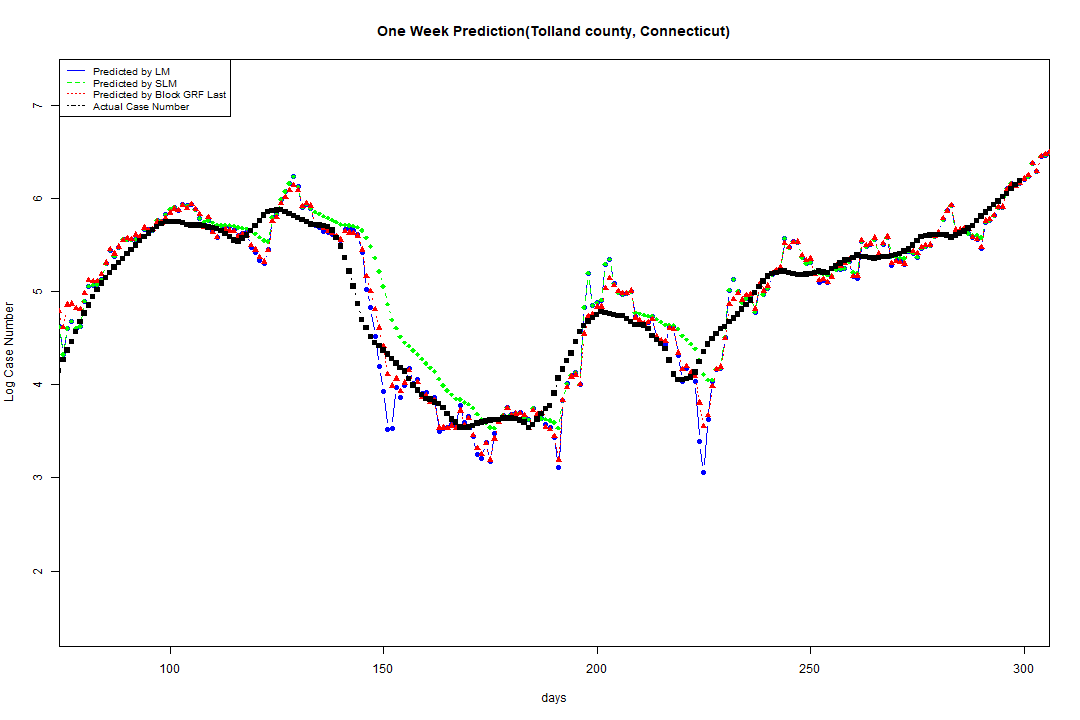 One Week Prediction(Tolland county, Connecticut)
Predicted by LM
Predicted by SLM
Predicted by Block GRF Last
Actual Case Number
7
6
5
4
3
2
Log Case Number
100 150 200 250 300
days